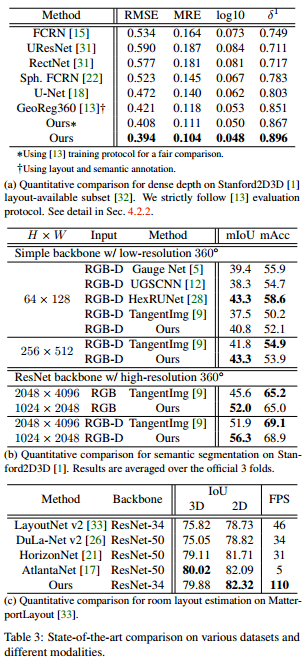 Method RMSE MRE log10 δ¹
FCRN [15] 0.534 0.164 0.073 0.749
UResNet [31] 0.590 0.187 0.084 0.711
RectNet [31] 0.577 0.181 0.081 0.717
Sph. FCRN [22] 0.523 0.145 0.067 0.783
U-Net [18] 0.472 0.140 0.062 0.803
GeoReg360 [13]† 0.421 0.118 0.053 0.851
Ours∗ 0.408 0.111 0.050 0.867
Ours 0.394 0.104 0.048 0.896
∗Using [13] training protocol for a fair comparison.
†Using layout and semantic annotation.
(a) Quantitative comparison for dense depth on Stanford2D3D [1]
layout-available subset [32]. We strictly follow [13] evaluation
protocol. See detail in Sec. 4.2.2.
H × W Input Method mIoU mAcc
Simple backbone w/ low-resolution 360°
RGB-D Gauge Net [5] 39.4 55.9
RGB-D UGSCNN [12] 38.3 54.7
64 × 128 RGB-D HexRUNet [28] 43.3 58.6
RGB-D TangentImg [9] 37.5 50.2
RGB-D Ours 40.8 52.1
256 × 512 RGB-D TangentImg [9] 41.8 54.9
RGB-D Ours 43.3 53.9
ResNet backbone w/ high-resolution 360°
2048 × 4096 RGB TangentImg [9] 45.6 65.2
1024 × 2048 RGB Ours 52.0 65.0
2048 × 4096 RGB-D TangentImg [9] 51.9 69.1
1024 × 2048 RGB-D Ours 56.3 68.9
(b) Quantitative comparison for semantic segmentation on Stan-
ford2D3D [1]. Results are averaged over the official 3 folds.
Method Backbone IoU FPS
3D 2D
LayoutNet v2 [33] ResNet-34 75.82 78.73 46
DuLa-Net v2 [26] ResNet-50 75.05 78.82 34
HorizonNet [21] ResNet-50 79.11 81.71 31
AtlantaNet [17] ResNet-50 80.02 82.09 5
Ours ResNet-34 79.88 82.32 110
(c) Quantitative comparison for room layout estimation on Matter-
portLayout [33].
Table 3: State-of-the-art comparison on various datasets and
different modalities.